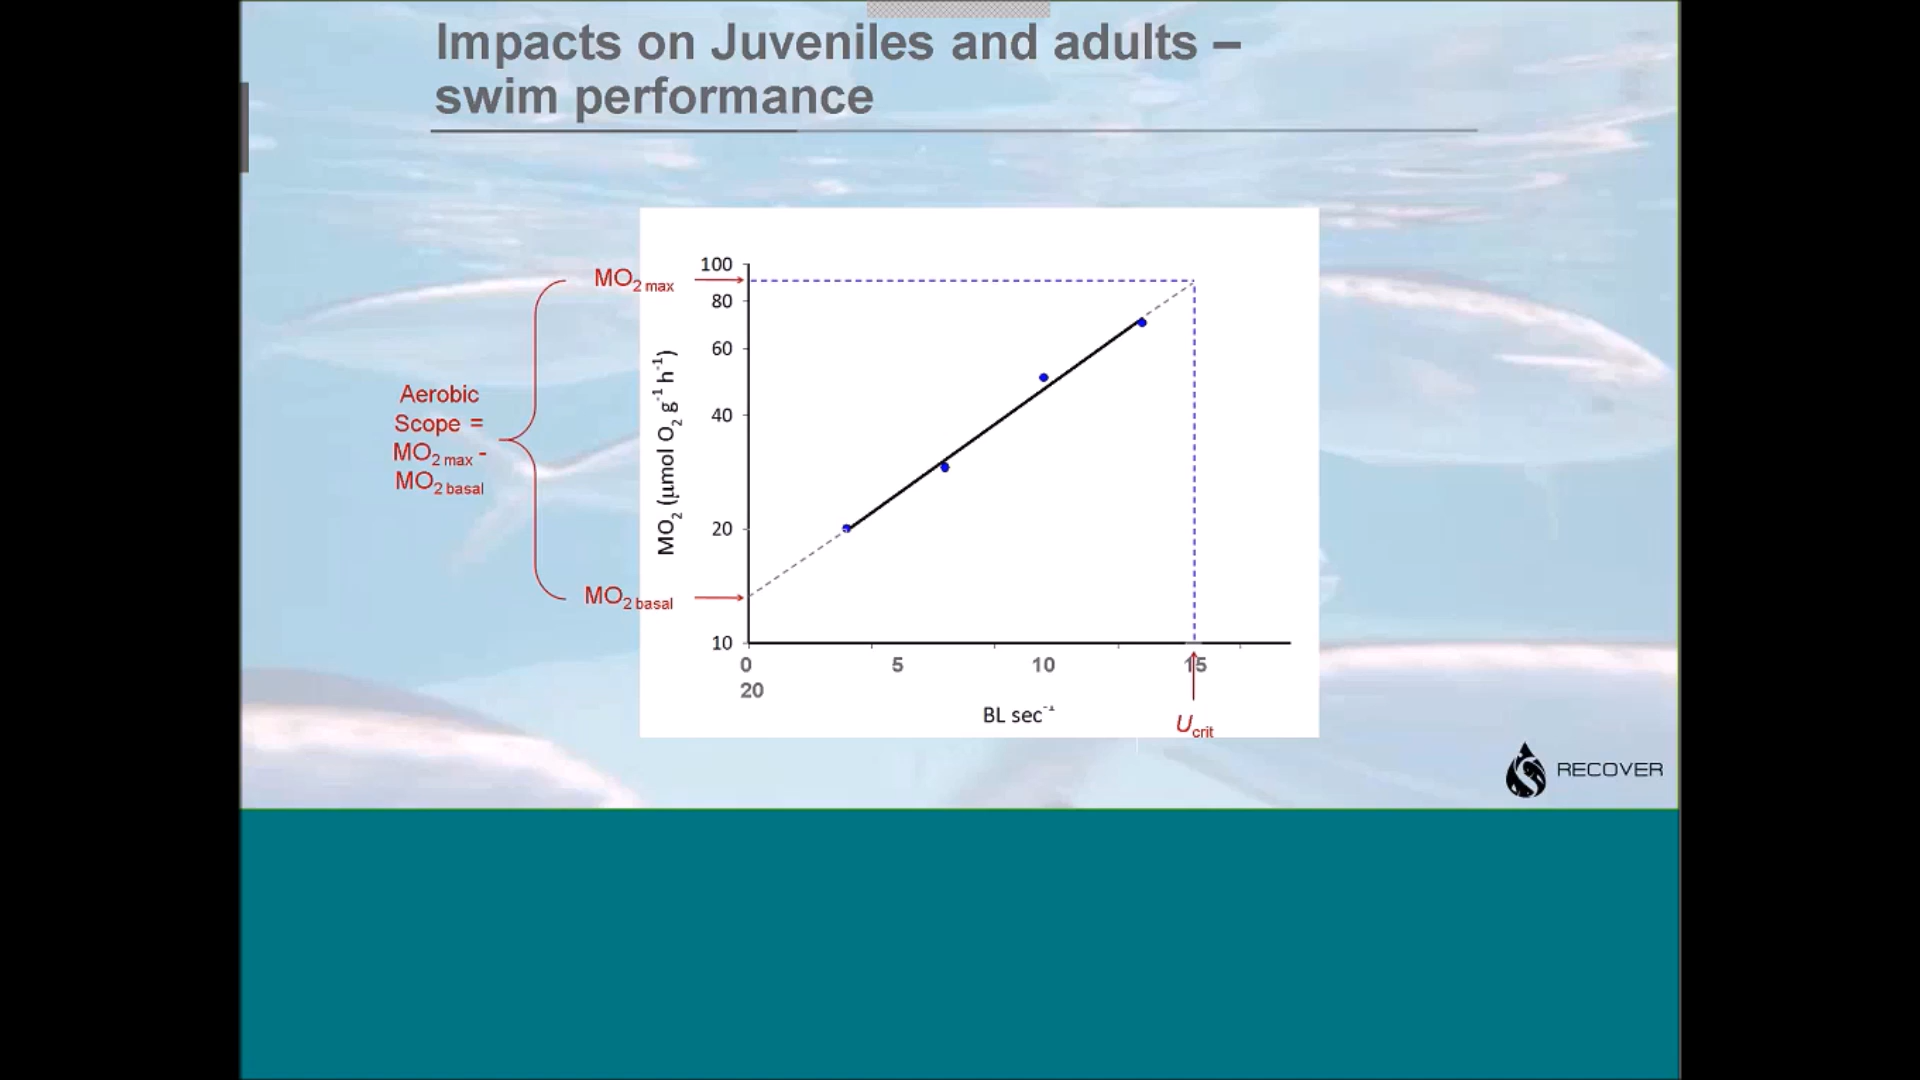 Impacts on Juveniles and adults –
swim performance
MO2 max
Aerobic
Scope =
MO2 max -
MO2 basal
MO2 basal
MO2 (µmol O2 g-1 h-1)
100
80
60
40
20
10
0 5 10 15
20
BL sec-1
Ucrit
RECOVER